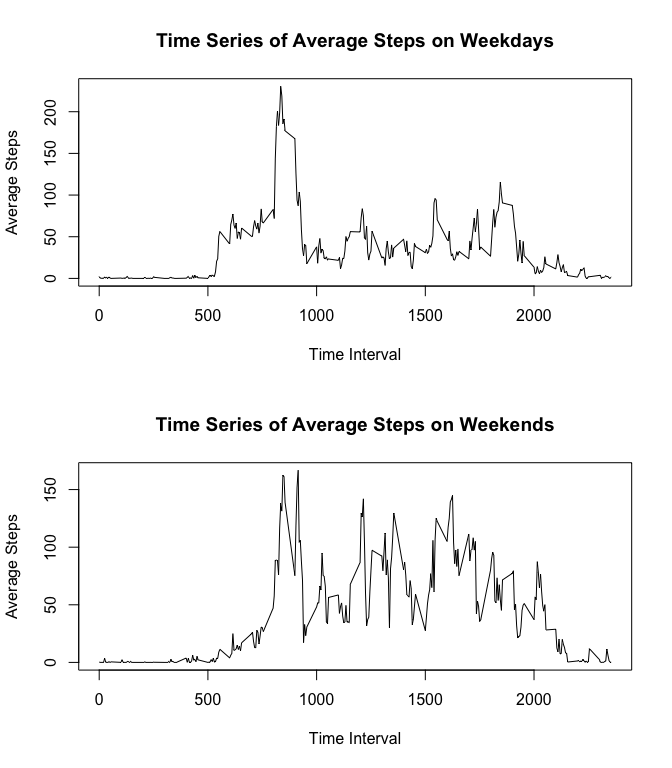 Time Series of Average Steps on Weekdays
Average Steps
200
150
100
50
0
0 500 1000 1500 2000
Time Interval
Time Series of Average Steps on Weekends
Average Steps
150
100
50
0
0 500 1000 1500 2000
Time Interval